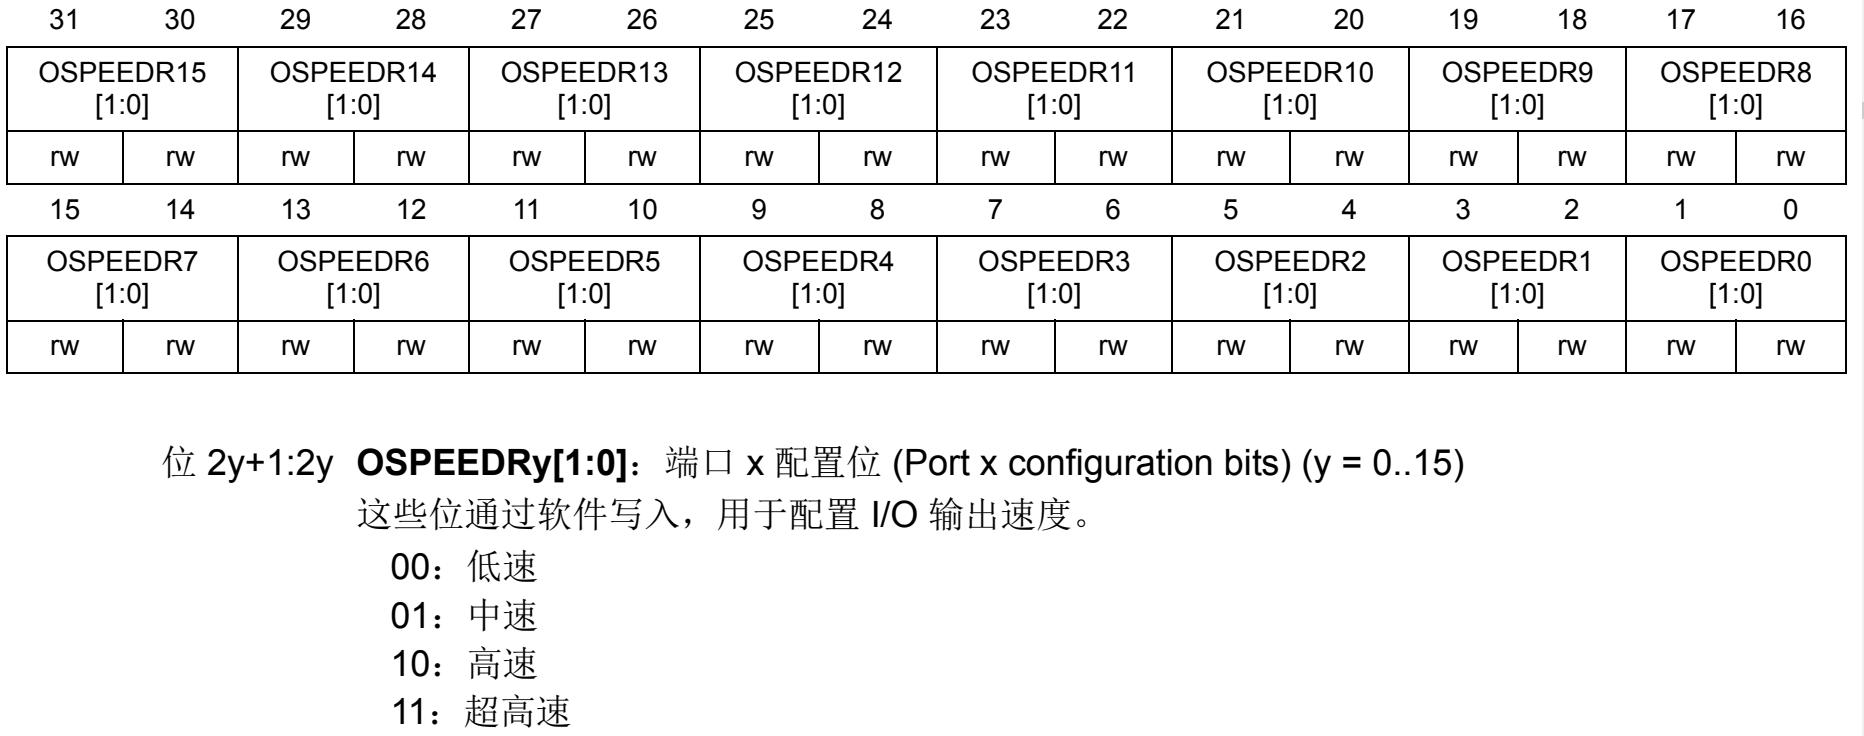 31 30 29 28 27 26 25 24 23 22 21 20 19 18 17 16
OSPEEDR15 OSPEEDR14 OSPEEDR13 OSPEEDR12 OSPEEDR11 OSPEEDR10 OSPEEDR9 OSPEEDR8
[1:0] [1:0] [1:0] [1:0] [1:0] [1:0] [1:0] [1:0]
rw rw rw rw rw rw rw rw rw rw rw rw rw rw rw rw
15 14 13 12 11 10 9 8 7 6 5 4 3 2 1 0
OSPEEDR7 OSPEEDR6 OSPEEDR5 OSPEEDR4 OSPEEDR3 OSPEEDR2 OSPEEDR1 OSPEEDR0
[1:0] [1:0] [1:0] [1:0] [1:0] [1:0] [1:0] [1:0]
rw rw rw rw rw rw rw rw rw rw rw rw rw rw rw rw
位 2y+1:2y OSPEEDRy[1:0]：端口 x 配置位 (Port x configuration bits) (y = 0..15)
这些位通过软件写入，用于配置 I/O 输出速度。
00：低速
01：中速
10：高速
11：超高速